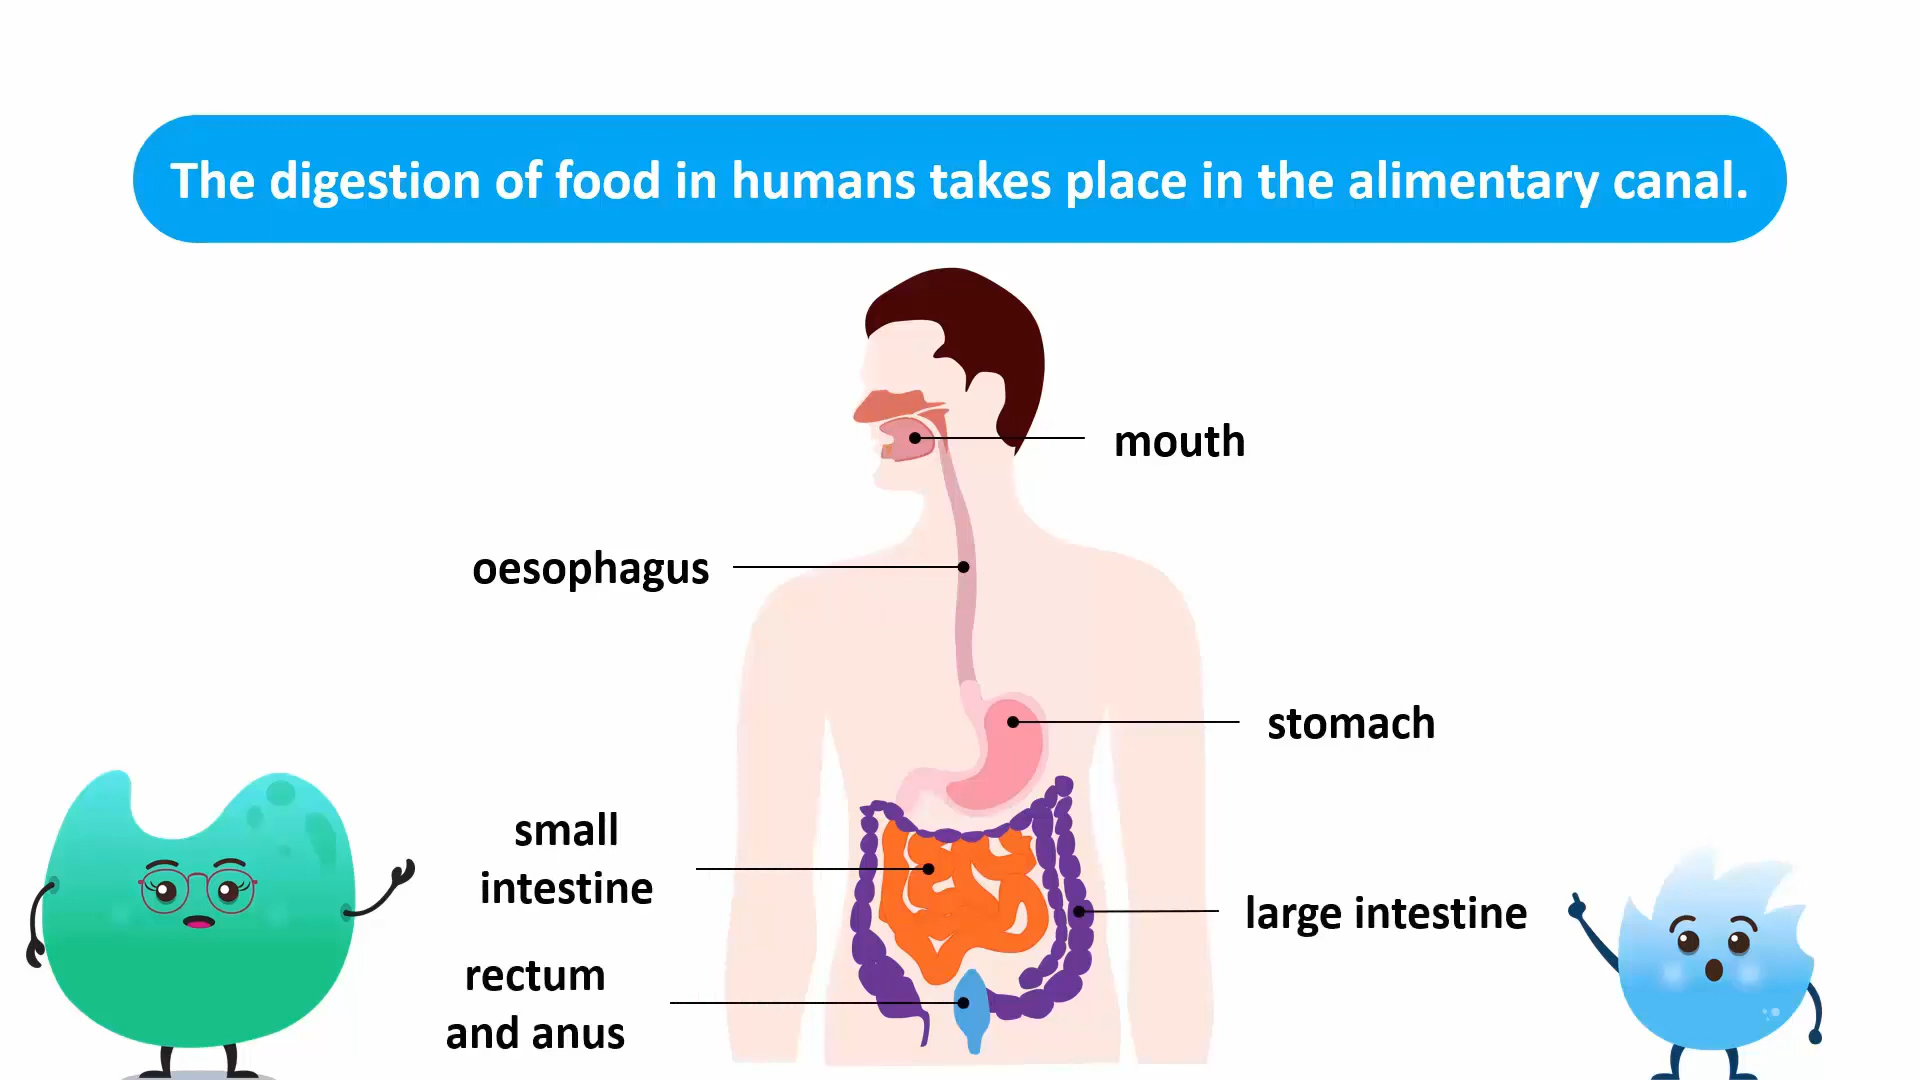 The digestion of food in humans takes place in the alimentary canal.
mouth
oesophagus
stomach
small
intestine
large intestine
rectum
and anus